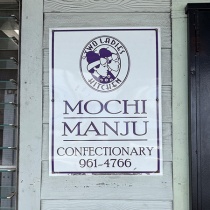 TWO LADIES
KITCHEN
MOCHI
MANJU
CONFECTIONARY
961-4766